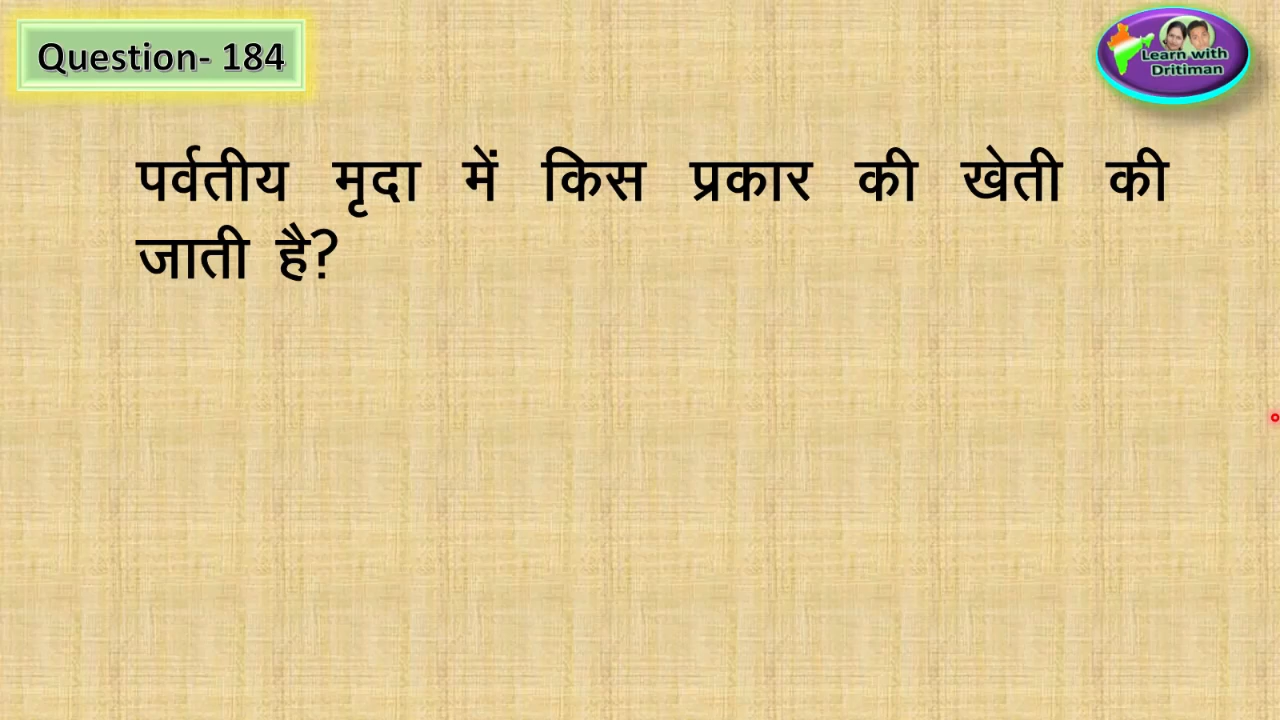 Question- 184
Learn with
Dritiman
पर्वतीय मृदा में किस प्रकार की खेती की
जाती है?